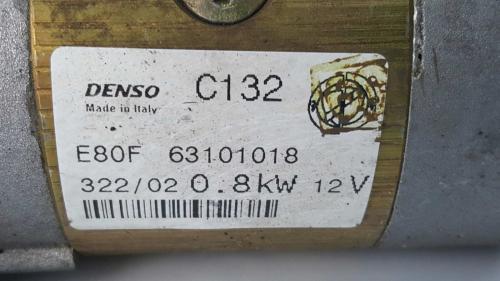 DENSO C132
Made in Italy
E80F 63101018
322/02 0.8kW 12V